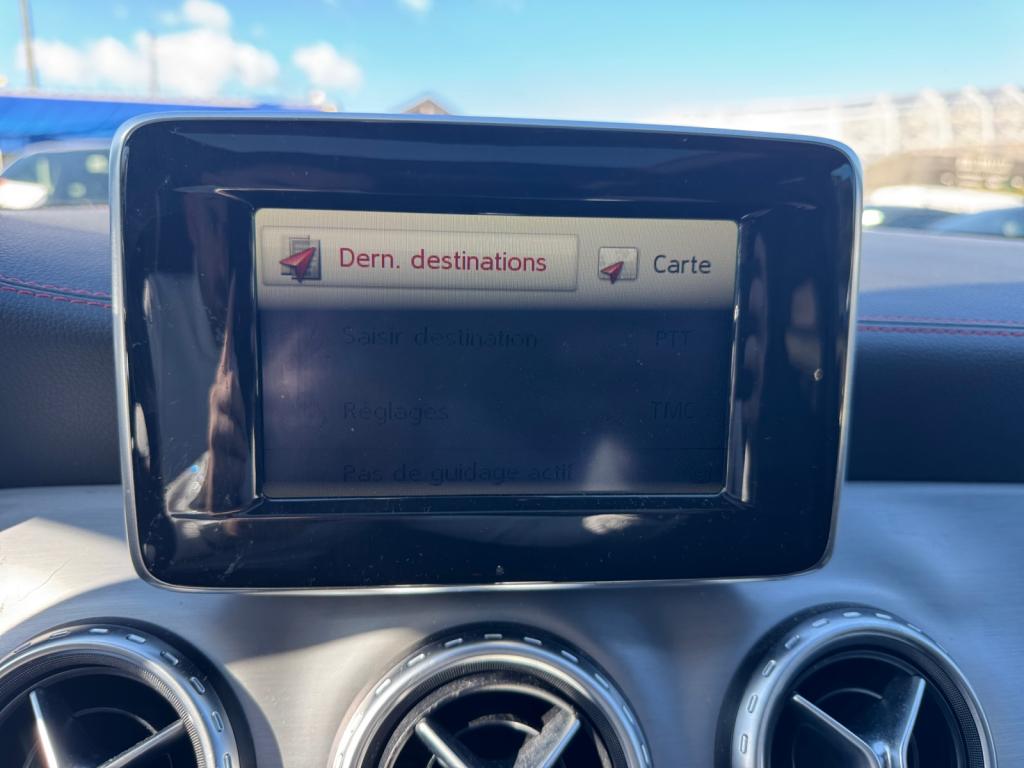 Dern. destinations Carte
Saisir destination PTT
Réglages TMC
Pas de guidage actif